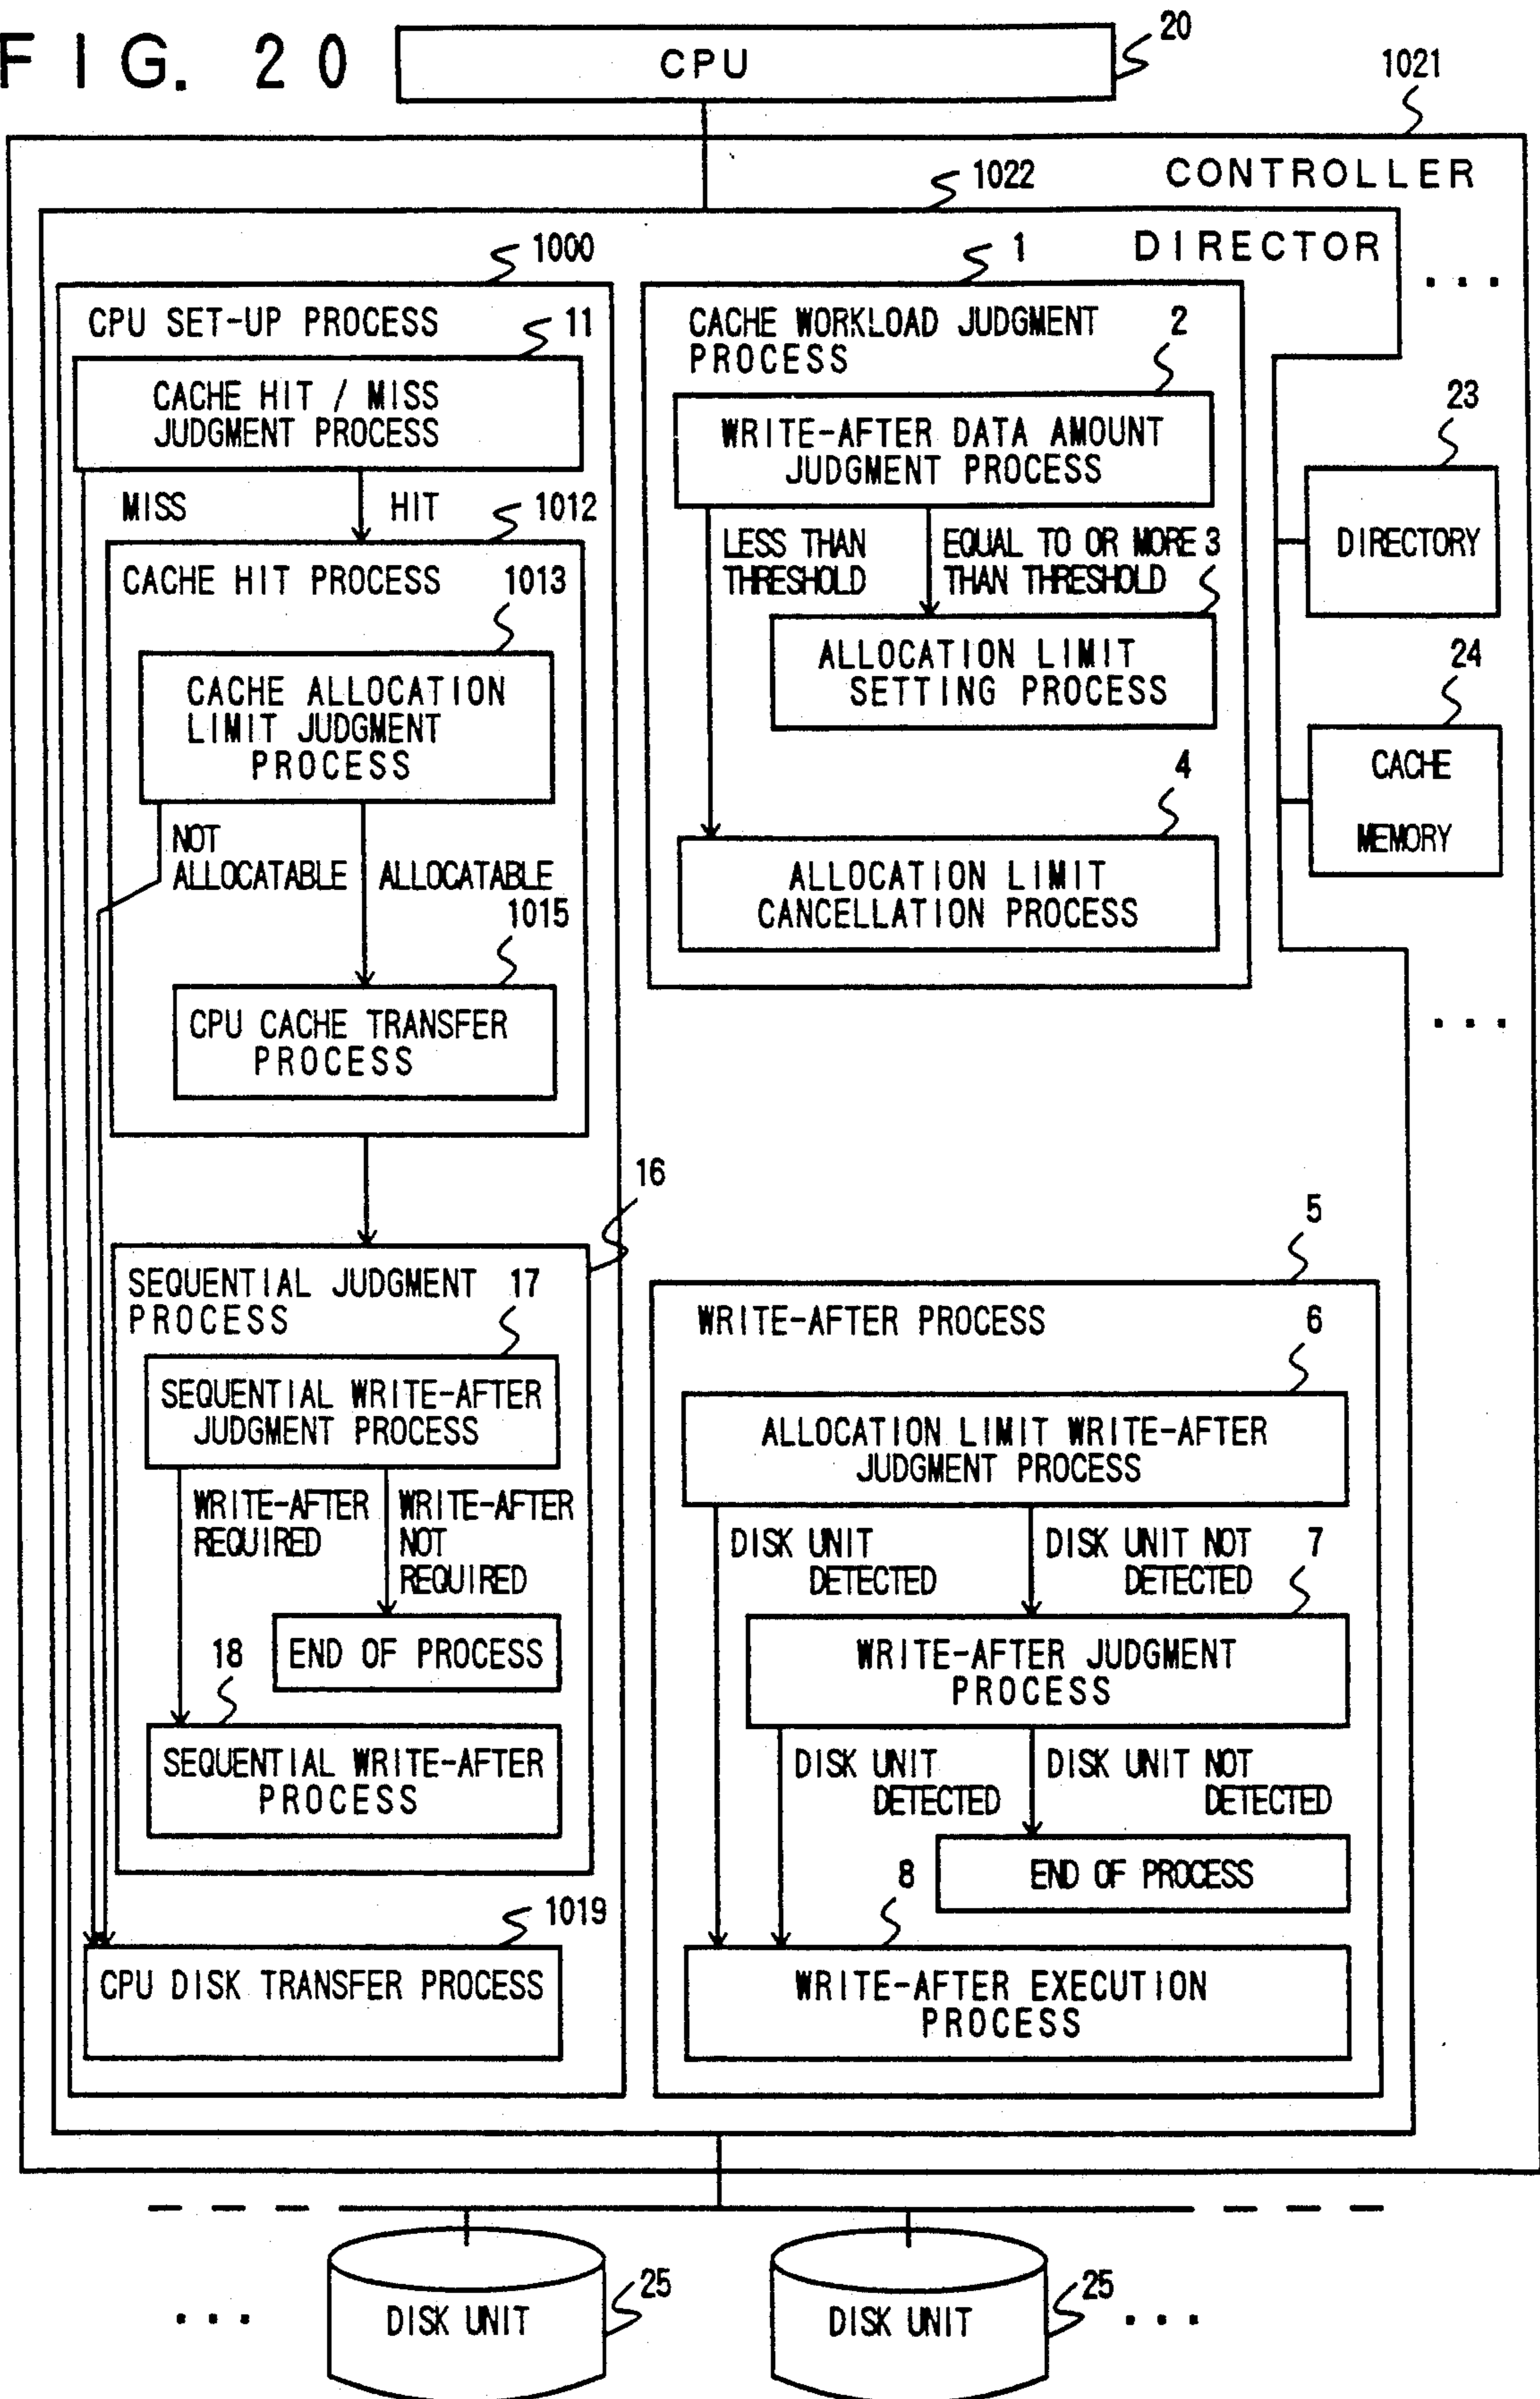 FIG. 20
CPU
20
1021
CONTROLLER
1022
DIRECTOR
1000
1
...
CPU SET-UP PROCESS
11
CACHE HIT / MISS
JUDGMENT PROCESS
MISS
HIT
1012
CACHE HIT PROCESS
1013
CACHE ALLOCATION
LIMIT JUDGMENT
PROCESS
NOT
ALLOCATABLE
ALLOCATABLE
1015
CPU CACHE TRANSFER
PROCESS
16
SEQUENTIAL JUDGMENT
PROCESS
17
SEQUENTIAL WRITE-AFTER
JUDGMENT PROCESS
WRITE-AFTER
REQUIRED
WRITE-AFTER
NOT
REQUIRED
END OF PROCESS
18
SEQUENTIAL WRITE-AFTER
PROCESS
1019
CPU DISK TRANSFER PROCESS
CACHE WORKLOAD JUDGMENT
PROCESS
2
WRITE-AFTER DATA AMOUNT
JUDGMENT PROCESS
LESS THAN
THRESHOLD
EQUAL TO OR MORE
THAN THRESHOLD
3
ALLOCATION LIMIT
SETTING PROCESS
4
ALLOCATION LIMIT
CANCELLATION PROCESS
23
DIRECTORY
24
CACHE
MEMORY
...
5
WRITE-AFTER PROCESS
6
ALLOCATION LIMIT WRITE-AFTER
JUDGMENT PROCESS
DISK UNIT
DETECTED
DISK UNIT NOT
DETECTED
7
WRITE-AFTER JUDGMENT
PROCESS
DISK UNIT
DETECTED
DISK UNIT NOT
DETECTED
END OF PROCESS
8
WRITE-AFTER EXECUTION
PROCESS
...
DISK UNIT
25
DISK UNIT
25
...